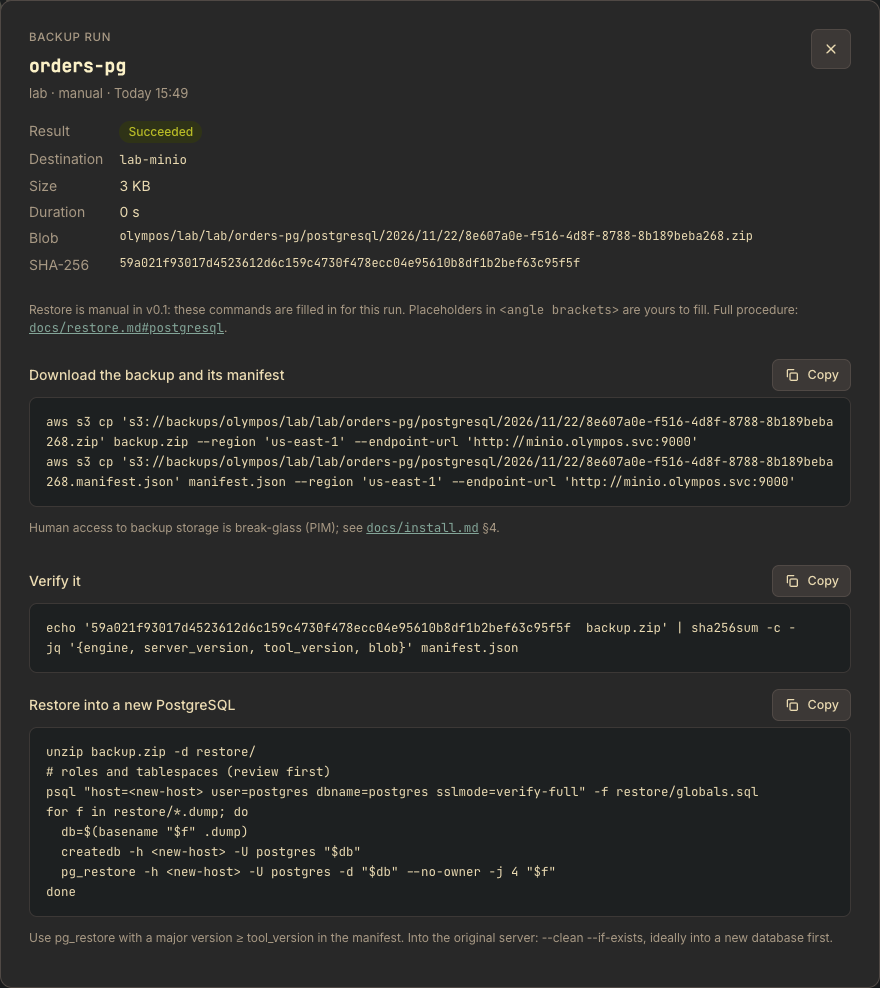 BACKUP RUN
orders-pg
lab · manual · Today 15:49
Result Succeeded
Destination lab-minio
Size 3 KB
Duration 0 s
Blob olympos/lab/lab/orders-pg/postgresql/2026/11/22/8e607a0e-f516-4d8f-8788-8b189beba268.zip
SHA-256 59a021f93017d4523612d6c159c4730f478ecc04e95610b8df1b2bef63c95f5f
Restore is manual in v0.1: these commands are filled in for this run. Placeholders in <angle brackets> are yours to fill. Full procedure:
docs/restore.md#postgresql.
Download the backup and its manifest
Copy
aws s3 cp 's3://backups/olympos/lab/lab/orders-pg/postgresql/2026/11/22/8e607a0e-f516-4d8f-8788-8b189beba
268.zip' backup.zip --region 'us-east-1' --endpoint-url 'http://minio.olympos.svc:9000'
aws s3 cp 's3://backups/olympos/lab/lab/orders-pg/postgresql/2026/11/22/8e607a0e-f516-4d8f-8788-8b189beba
268.manifest.json' manifest.json --region 'us-east-1' --endpoint-url 'http://minio.olympos.svc:9000'
Human access to backup storage is break-glass (PIM); see docs/install.md §4.
Verify it
Copy
echo '59a021f93017d4523612d6c159c4730f478ecc04e95610b8df1b2bef63c95f5f  backup.zip' | sha256sum -c -
jq '{engine, server_version, tool_version, blob}' manifest.json
Restore into a new PostgreSQL
Copy
unzip backup.zip -d restore/
# roles and tablespaces (review first)
psql "host=<new-host> user=postgres dbname=postgres sslmode=verify-full" -f restore/globals.sql
for f in restore/*.dump; do
  db=$(basename "$f" .dump)
  createdb -h <new-host> -U postgres "$db"
  pg_restore -h <new-host> -U postgres -d "$db" --no-owner -j 4 "$f"
done
Use pg_restore with a major version ≥ tool_version in the manifest. Into the original server: --clean --if-exists, ideally into a new database first.